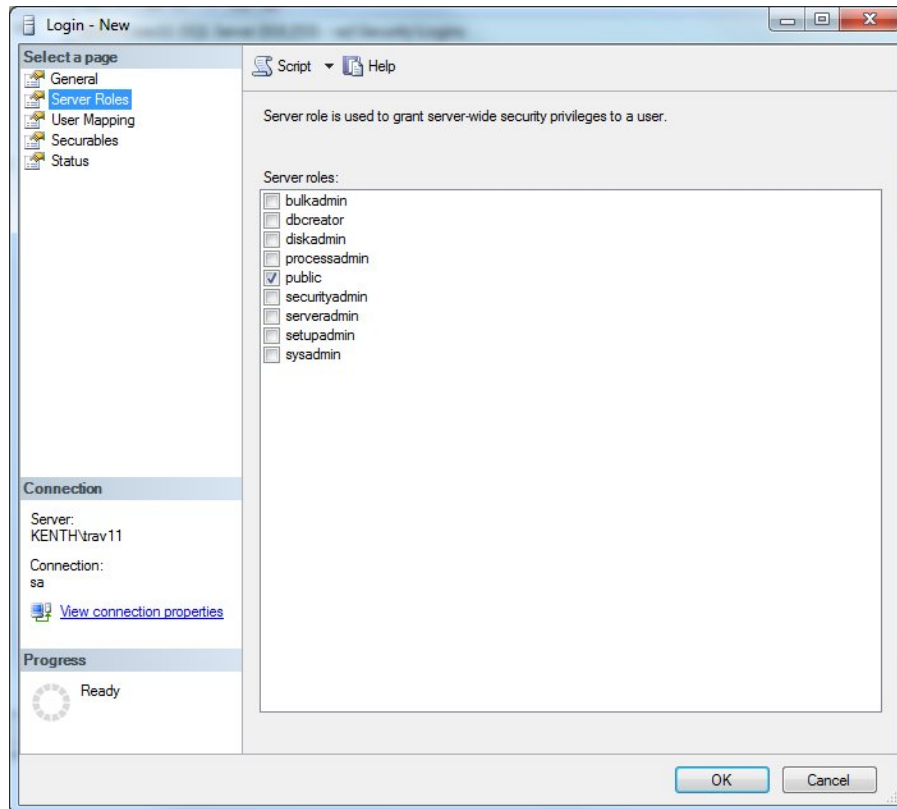 Login - New
Select a page
General
Server Roles
User Mapping
Securables
Status
Script
Help
Server role is used to grant server-wide security privileges to a user.
Server roles:
bulkadmin
dbcreator
diskadmin
processadmin
public
securityadmin
serveradmin
setupadmin
sysadmin
Connection
Server:
KENTH\trav11
Connection:
sa
View connection properties
Progress
Ready
OK
Cancel